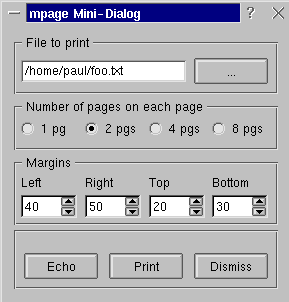 mpage Mini-Dialog
?
File to print
/home/paul/foo.txt
...
Number of pages on each page
1 pg 2 pgs 4 pgs 8 pgs
Margins
Left Right Top Bottom
40 50 20 30
Echo Print Dismiss